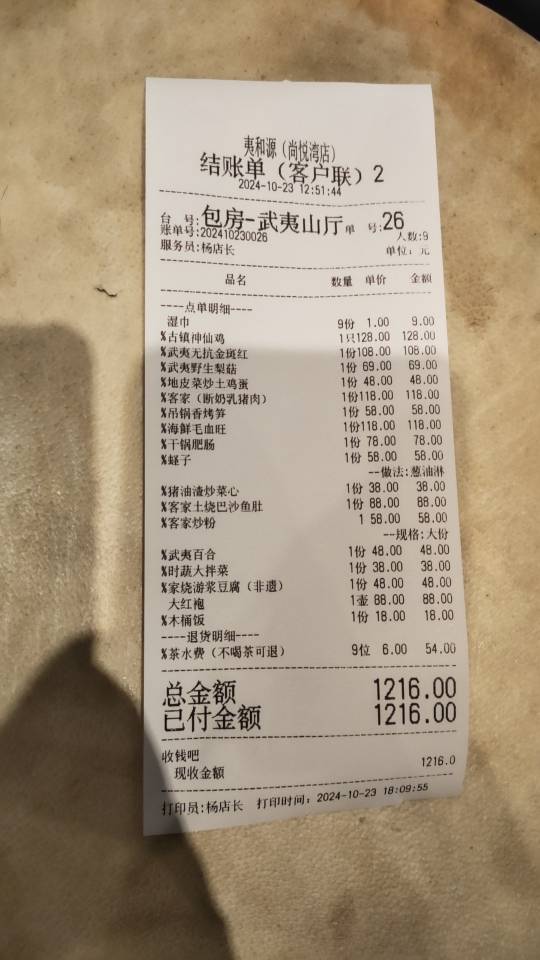 夷和源（尚悦湾店）
结账单（客户联）2
2024-10-23 12:51:44
台 号:包房-武夷山厅 单 号:26
账单号:202410230026 人数:9
服务员:杨店长 单位: 元
品名 数量 单价 金额
----点单明细----
湿巾 9份 1.00 9.00
%古镇神仙鸡 1只128.00 128.00
%武夷无抗金斑红 1份108.00 108.00
%武夷野生梨菇 1份 69.00 69.00
%地皮菜炒土鸡蛋 1份 48.00 48.00
%客家（断奶乳猪肉） 1份118.00 118.00
%吊锅香烤笋 1份 58.00 58.00
%海鲜毛血旺 1份118.00 118.00
%干锅肥肠 1份 78.00 78.00
%蛏子 1份 58.00 58.00
--做法:葱油淋
%猪油渣炒菜心 1份 38.00 38.00
%客家土烧巴沙鱼肚 1份 88.00 88.00
%客家炒粉 1 58.00 58.00
--规格:大份
%武夷百合 1份 48.00 48.00
%时蔬大拌菜 1份 38.00 38.00
%家烧游浆豆腐（非遗） 1份 48.00 48.00
大红袍 1壶 88.00 88.00
%木桶饭 1份 18.00 18.00
----退货明细----
%茶水费（不喝茶可退） 9位 6.00 54.00
总金额 1216.00
已付金额 1216.00
收钱吧
现收金额 1216.0
打印员:杨店长 打印时间: 2024-10-23 18:09:55